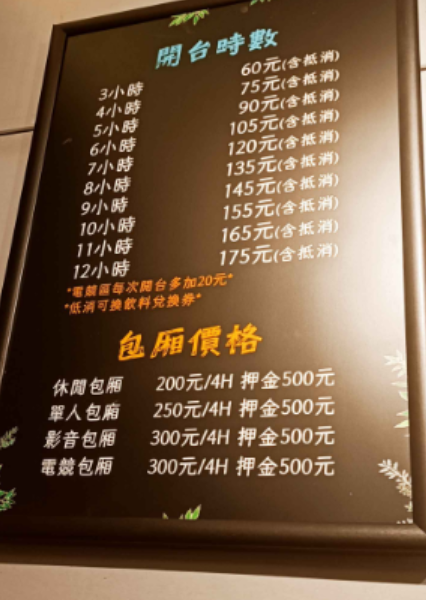 開台時數
3小時 60元(含抵消)
4小時 75元(含抵消)
5小時 90元(含抵消)
6小時 105元(含抵消)
7小時 120元(含抵消)
8小時 135元(含抵消)
9小時 145元(含抵消)
10小時 155元(含抵消)
11小時 165元(含抵消)
12小時 175元(含抵消)
*電競區每次開台多加20元*
*低消可換飲料兌換券*
包廂價格
休閒包廂 200元/4H 押金500元
單人包廂 250元/4H 押金500元
影音包廂 300元/4H 押金500元
電競包廂 300元/4H 押金500元